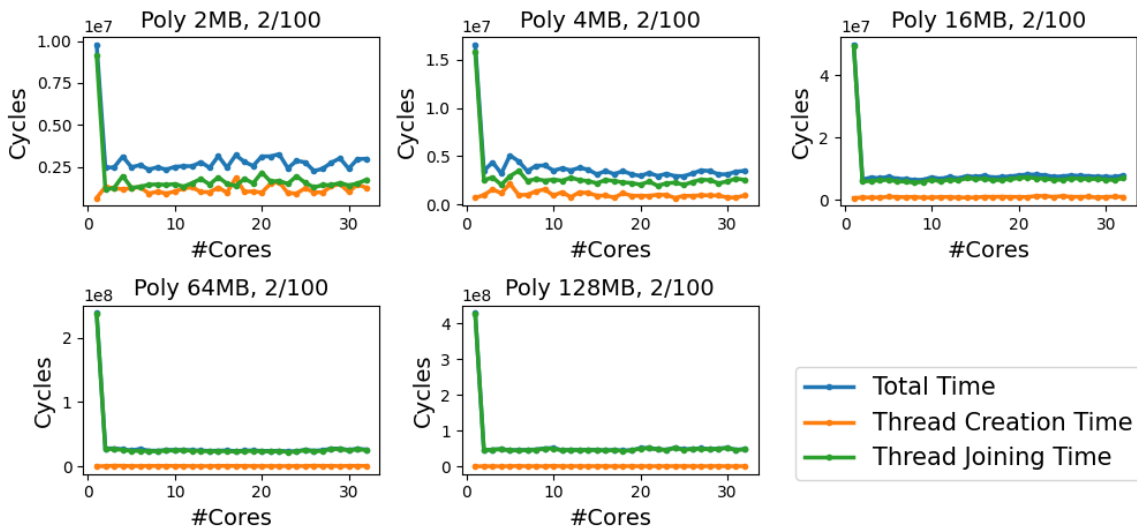 Poly 2MB, 2/100
1e7
1.00
0.75
0.50
0.25
Cycles
0 10 20 30
#Cores
Poly 4MB, 2/100
1e7
1.5
1.0
0.5
0.0
Cycles
0 10 20 30
#Cores
Poly 16MB, 2/100
1e7
4
2
0
Cycles
0 10 20 30
#Cores
Poly 64MB, 2/100
1e8
2
1
0
Cycles
0 10 20 30
#Cores
Poly 128MB, 2/100
1e8
4
3
2
1
0
Cycles
0 10 20 30
#Cores
Total Time
Thread Creation Time
Thread Joining Time